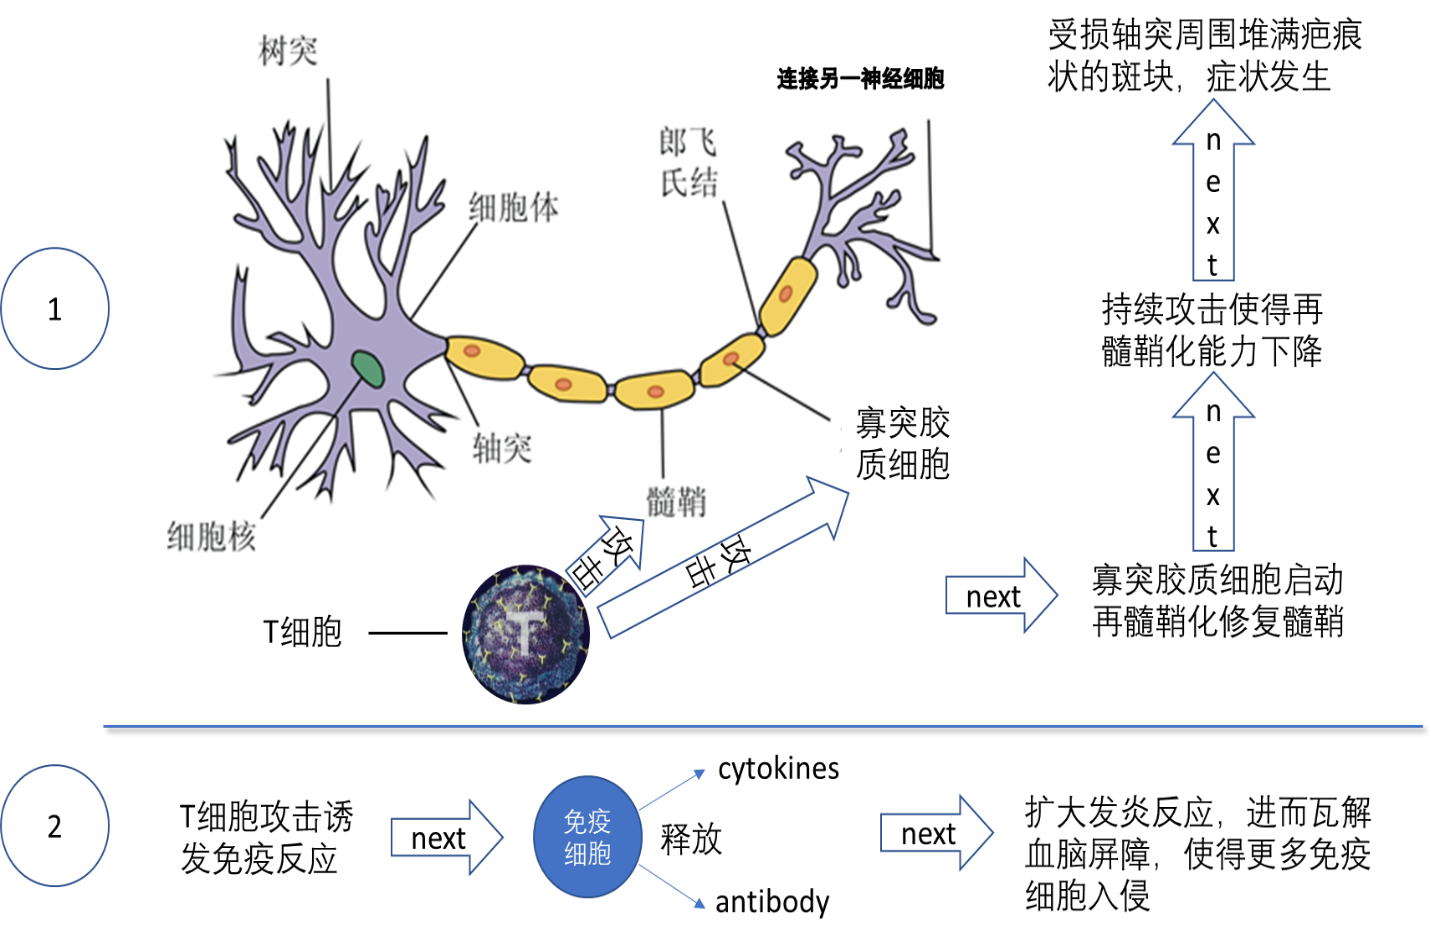 树突
连接另一神经细胞
受损轴突周围堆满疤痕
状的斑块，症状发生
郎飞
氏结
细胞体
next
1
持续攻击使得再
髓鞘化能力下降
寡突胶
质细胞
轴突
髓鞘
细胞核
next
攻击
攻击
T
T细胞
next
寡突胶质细胞启动
再髓鞘化修复髓鞘
2
T细胞攻击诱
发免疫反应
next
免疫
细胞
cytokines
释放
antibody
next
扩大发炎反应，进而瓦解
血脑屏障，使得更多免疫
细胞入侵